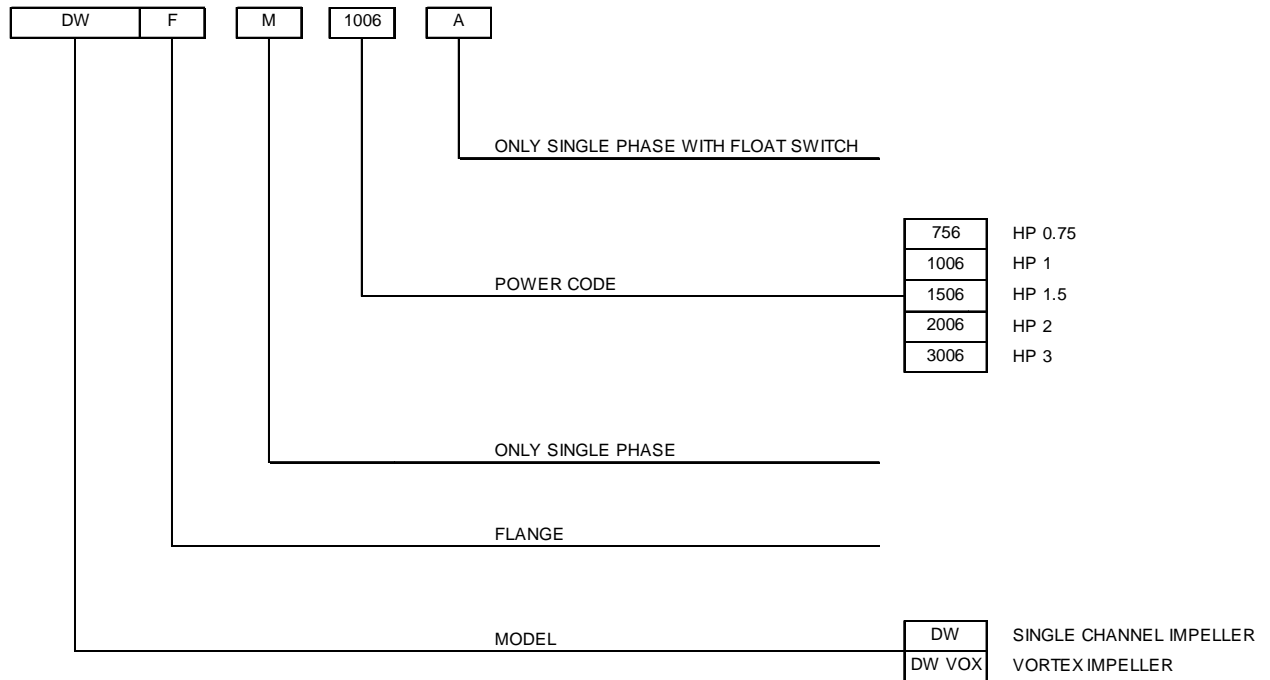 DW F M 1006 A
ONLY SINGLE PHASE WITH FLOAT SWITCH
756 HP 0.75
1006 HP 1
POWER CODE
1506 HP 1.5
2006 HP 2
3006 HP 3
ONLY SINGLE PHASE
FLANGE
MODEL
DW SINGLE CHANNEL IMPELLER
DW VOX VORTEX IMPELLER